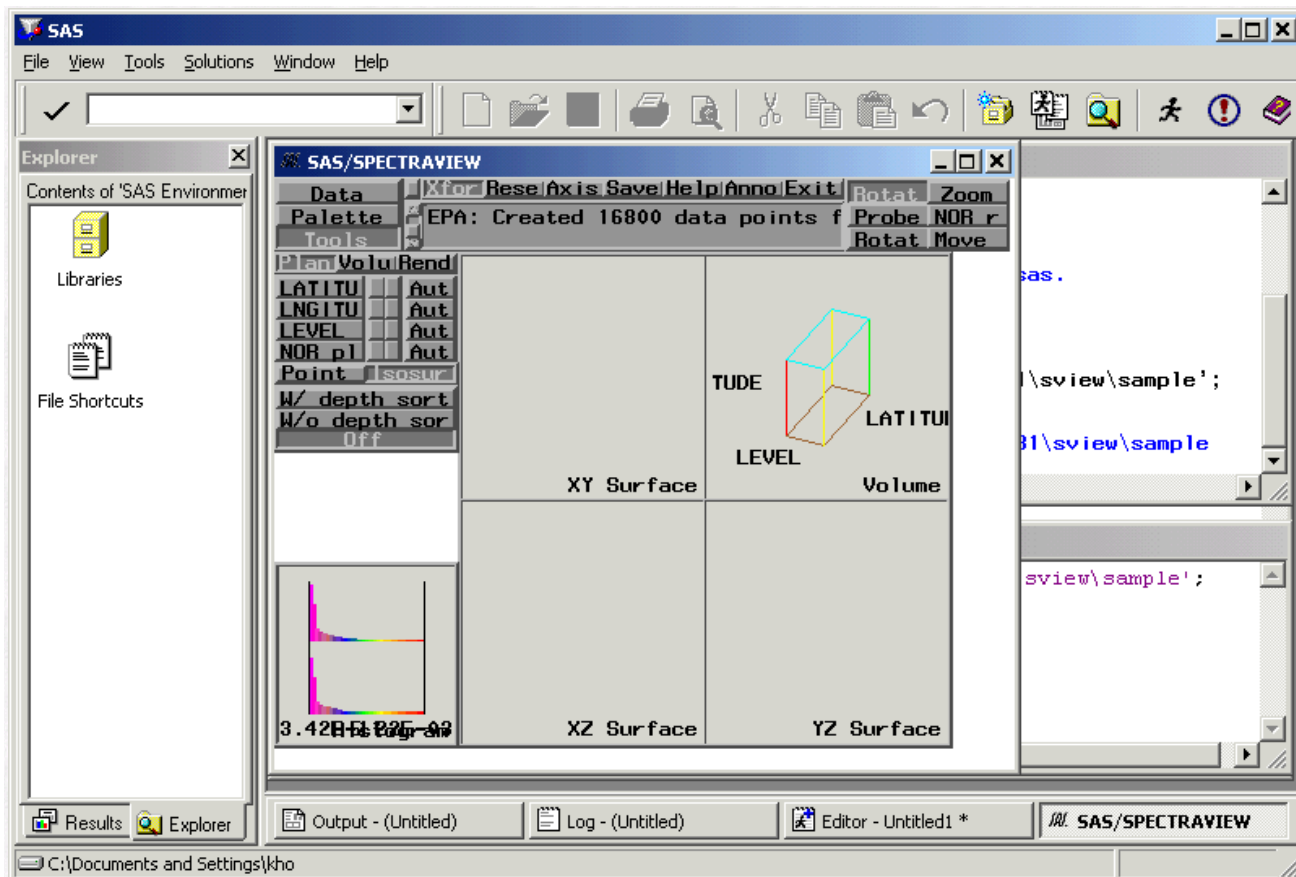 SAS
File View Tools Solutions Window Help
Explorer
Contents of 'SAS Environmer
Libraries
File Shortcuts
SAS/SPECTRAVIEW
Data Xfor Rese Axis Save Help Anno Exit Rotat Zoom
Palette EPA: Created 16800 data points f Probe NOR r
Tools Rotat Move
Plan Volu Rend
LATITU Aut
LNGITU Aut
LEVEL Aut
NOR pl Aut
Point Isosur
W/ depth sort
W/o depth sor
Off
TUDE
LATITUI
LEVEL
XY Surface
Volume
XZ Surface
YZ Surface
Histogram
sas.
l\sview\sample';
31\sview\sample
sview\sample';
Results Explorer
Output - (Untitled) Log - (Untitled) Editor - Untitled1 * SAS/SPECTRAVIEW
C:\Documents and Settings\kho